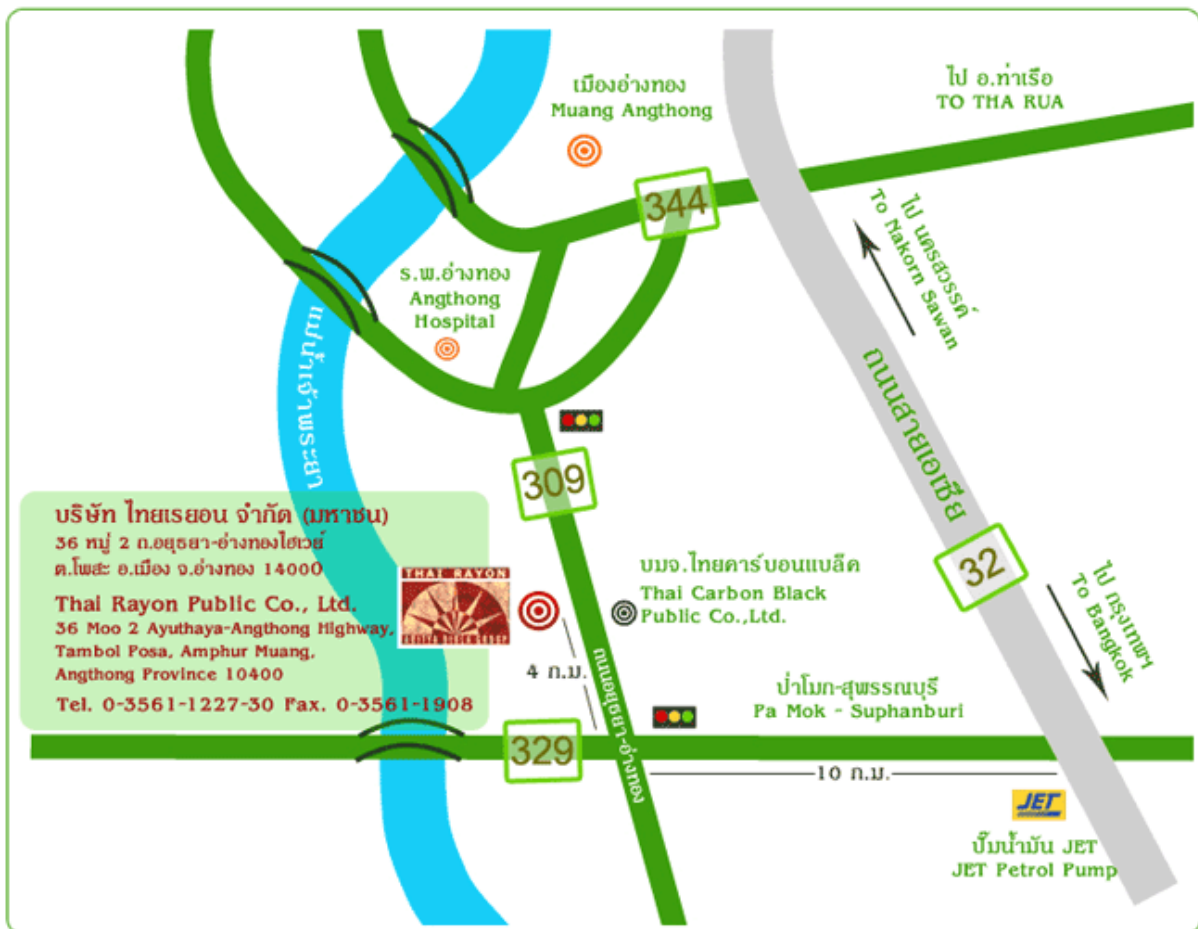 เมืองอ่างทอง
Muang Angthong
ไป อ.ท่าเรือ
TO THA RUA
344
ไป นครสวรรค์
To Nakorn Sawan
ร.พ.อ่างทอง
Angthong
Hospital
แม่น้ำเจ้าพระยา
ถนนสายเอเซีย
309
32
บริษัท ไทยเรยอน จำกัด (มหาชน)
36 หมู่ 2 ถ.อยุธยา-อ่างทองไฮเวย์
ต.โพสะ อ.เมือง จ.อ่างทอง 14000
Thai Rayon Public Co., Ltd.
36 Moo 2 Ayuthaya-Angthong Highway,
Tambol Posa, Amphur Muang,
Angthong Province 10400
Tel. 0-3561-1227-30 Fax. 0-3561-1908
THAI RAYON
ADITYA BIRLA GROUP
บมจ.ไทยคาร์บอนแบล็ค
Thai Carbon Black
Public Co.,Ltd.
ไป กรุงเทพฯ
To Bangkok
4 ก.ม.
ถนนอยุธยา-อ่างทอง
ป่าโมก-สุพรรณบุรี
Pa Mok - Suphanburi
329
10 ก.ม.
JET
ปั๊มน้ำมัน JET
JET Petrol Pump